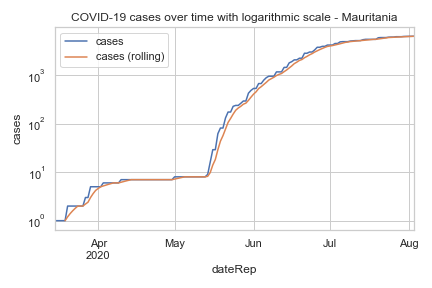 COVID-19 cases over time with logarithmic scale - Mauritania
cases
cases (rolling)
10³
10²
10¹
10⁰
cases
Apr
2020
May
Jun
Jul
Aug
dateRep